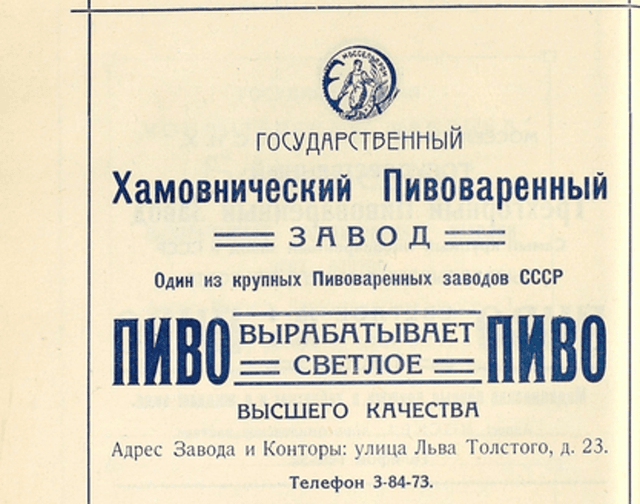 МОССЕЛЬПРОМ
ГОСУДАРСТВЕННЫЙ
Хамовнический Пивоваренный
ЗАВОД
Один из крупных Пивоваренных заводов СССР
ПИВО ВЫРАБАТЫВАЕТ ПИВО
СВЕТЛОЕ
ВЫСШЕГО КАЧЕСТВА
Адрес Завода и Конторы: улица Льва Толстого, д. 23.
Телефон 3-84-73.